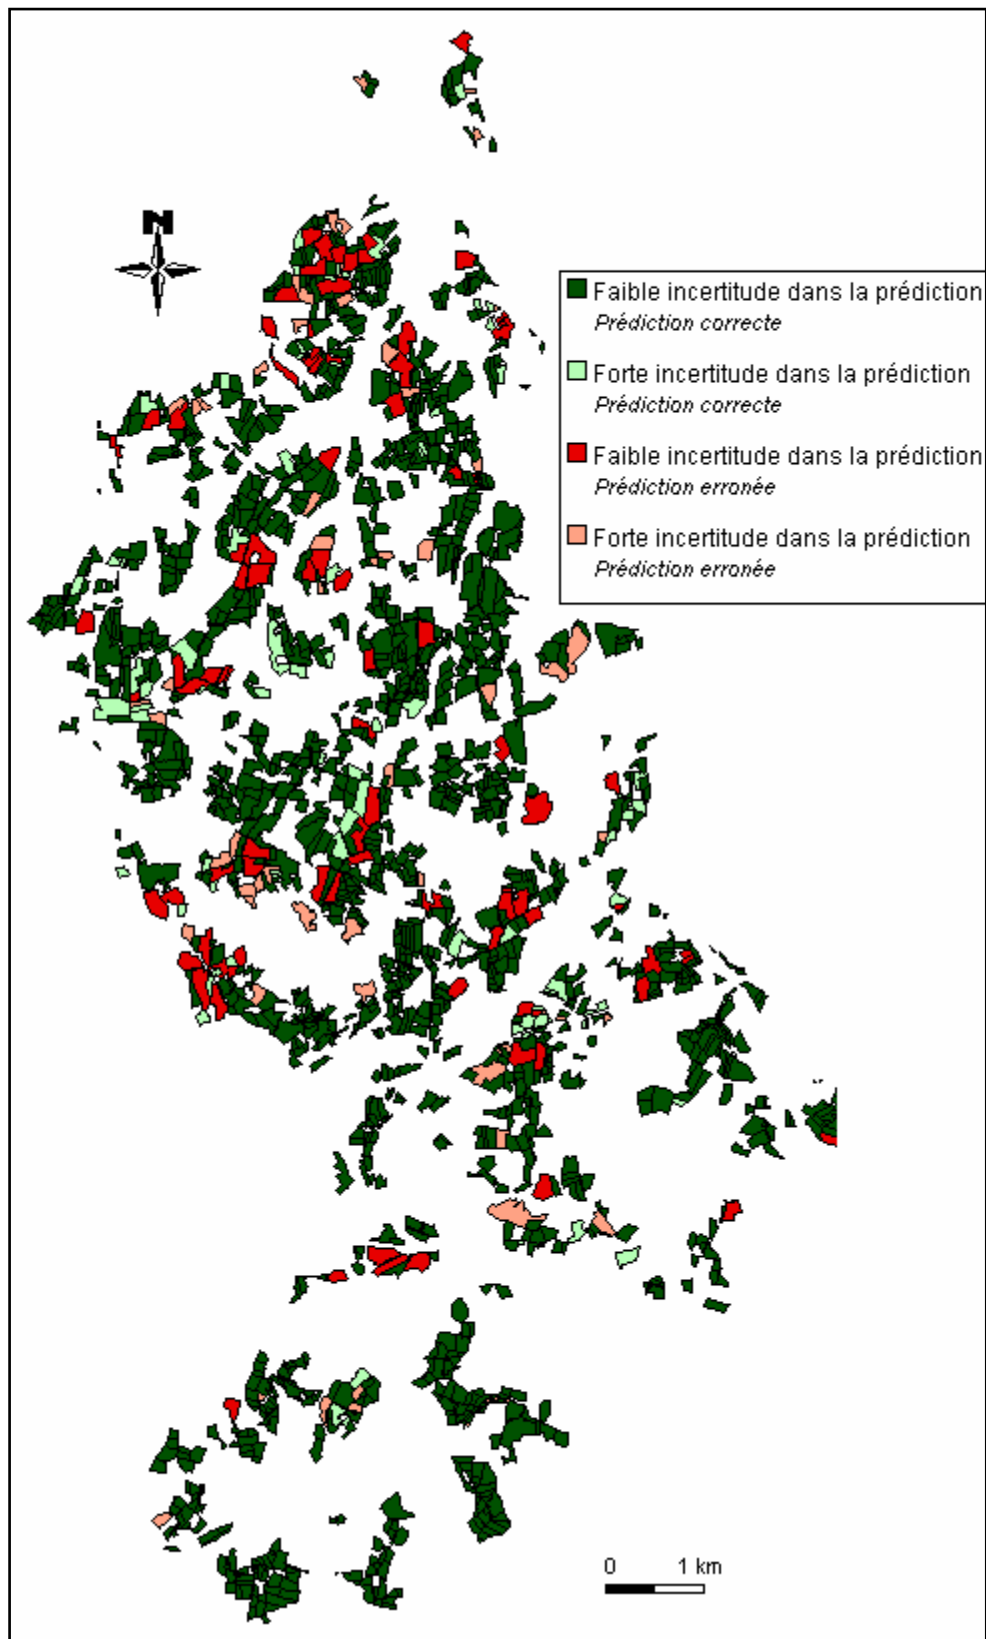 N
Faible incertitude dans la prédiction
Prédiction correcte
Forte incertitude dans la prédiction
Prédiction correcte
Faible incertitude dans la prédiction
Prédiction erronée
Forte incertitude dans la prédiction
Prédiction erronée
0 1 km